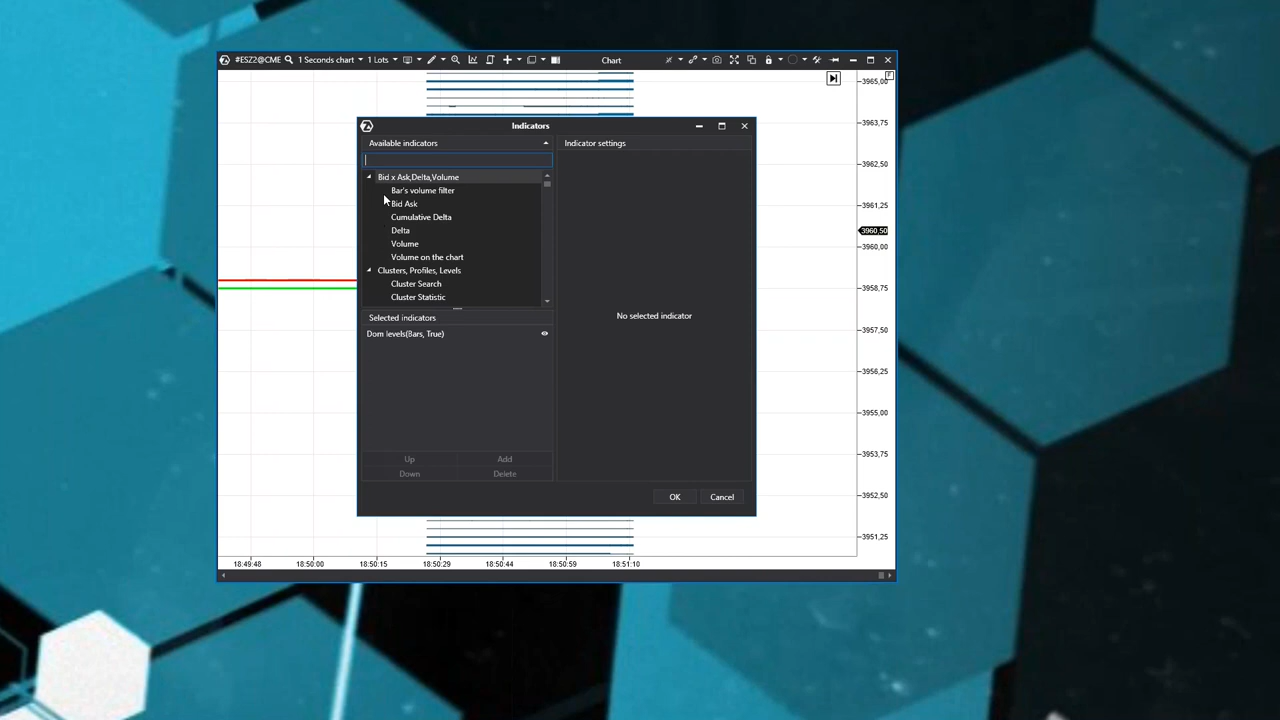 #ESZ2@CME 1 Seconds chart 1 Lots Chart
3965,00
3963,75
3962,50
3961,25
3960,50
3960,00
3958,75
3957,50
3956,25
3955,00
3953,75
3952,50
3951,25
Indicators
Available indicators
Indicator settings
Bid x Ask,Delta,Volume
Bar's volume filter
Bid Ask
Cumulative Delta
Delta
Volume
Volume on the chart
Clusters, Profiles, Levels
Cluster Search
Cluster Statistic
No selected indicator
Selected indicators
Dom levels(Bars, True)
Up Add
Down Delete
OK Cancel
18:49:48 18:50:00 18:50:15 18:50:29 18:50:44 18:50:59 18:51:10